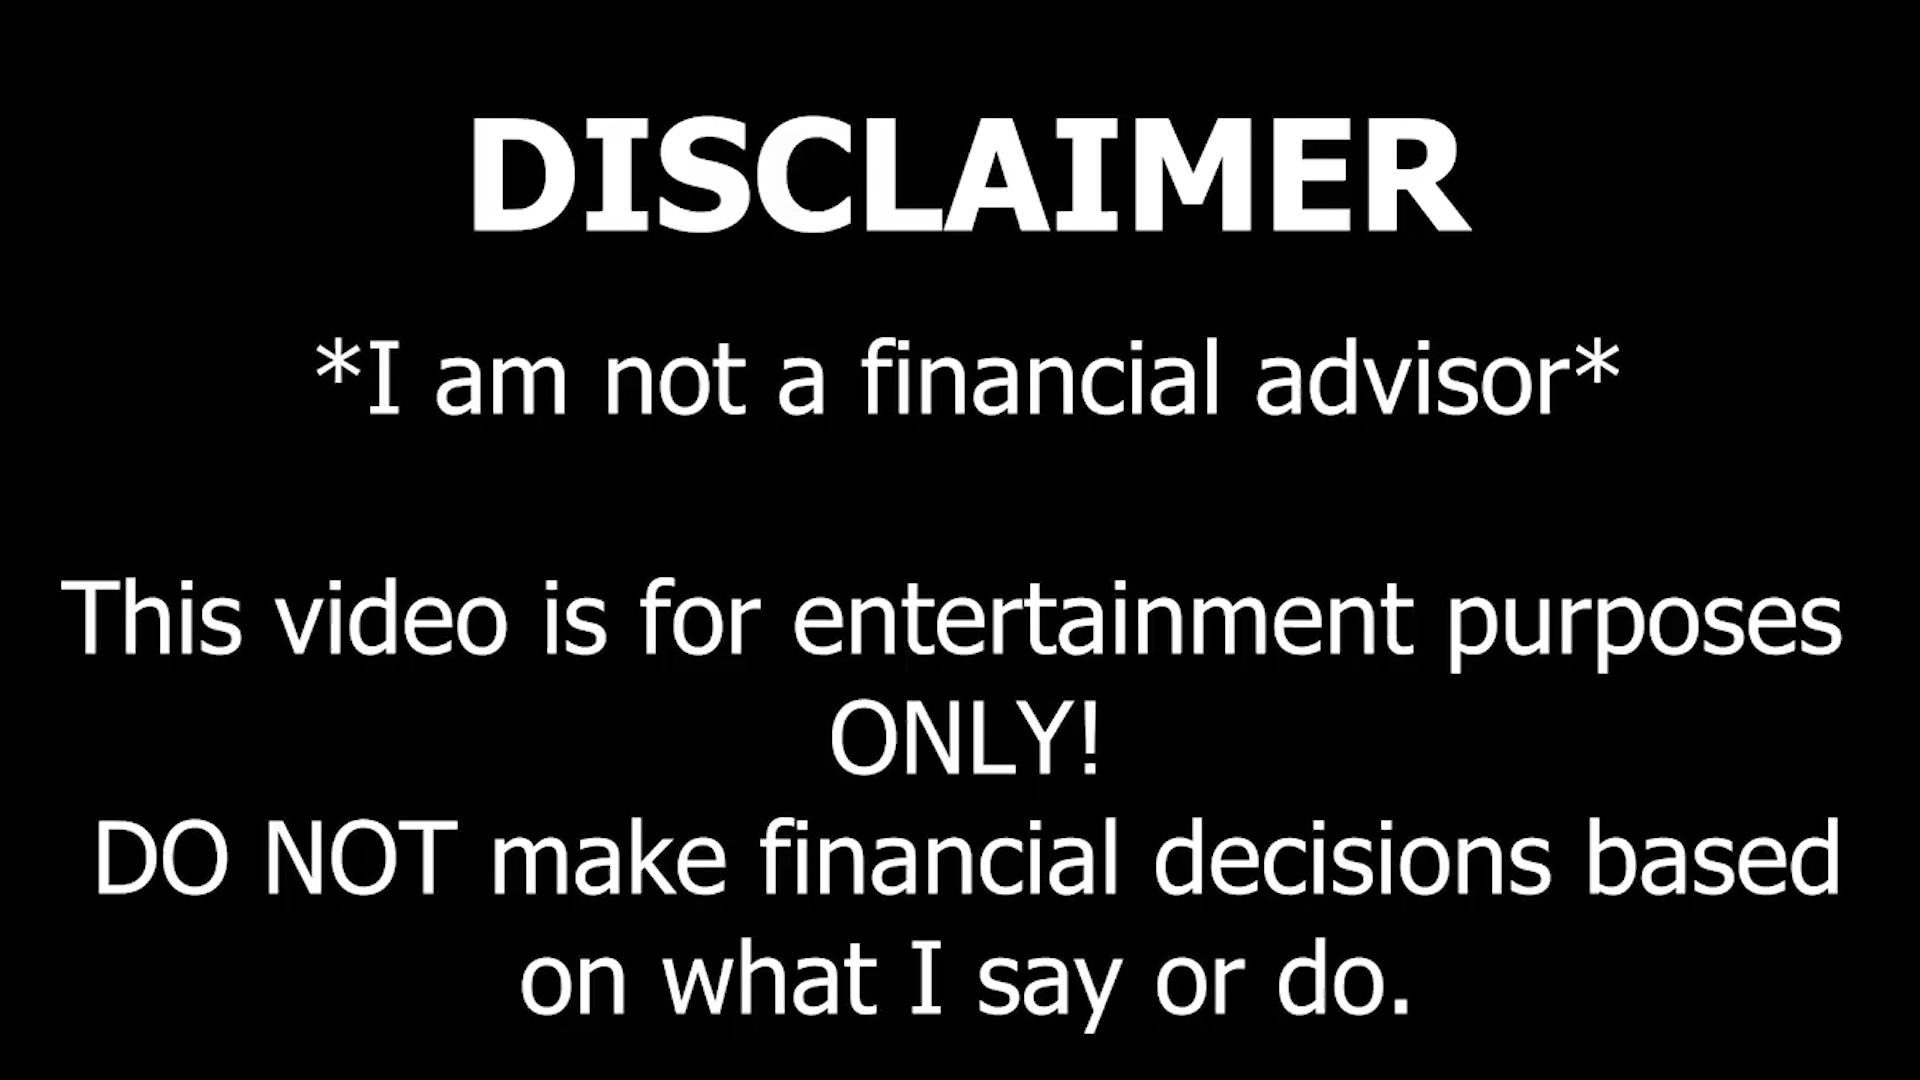 DISCLAIMER
*I am not a financial advisor*
This video is for entertainment purposes
ONLY!
DO NOT make financial decisions based
on what I say or do.